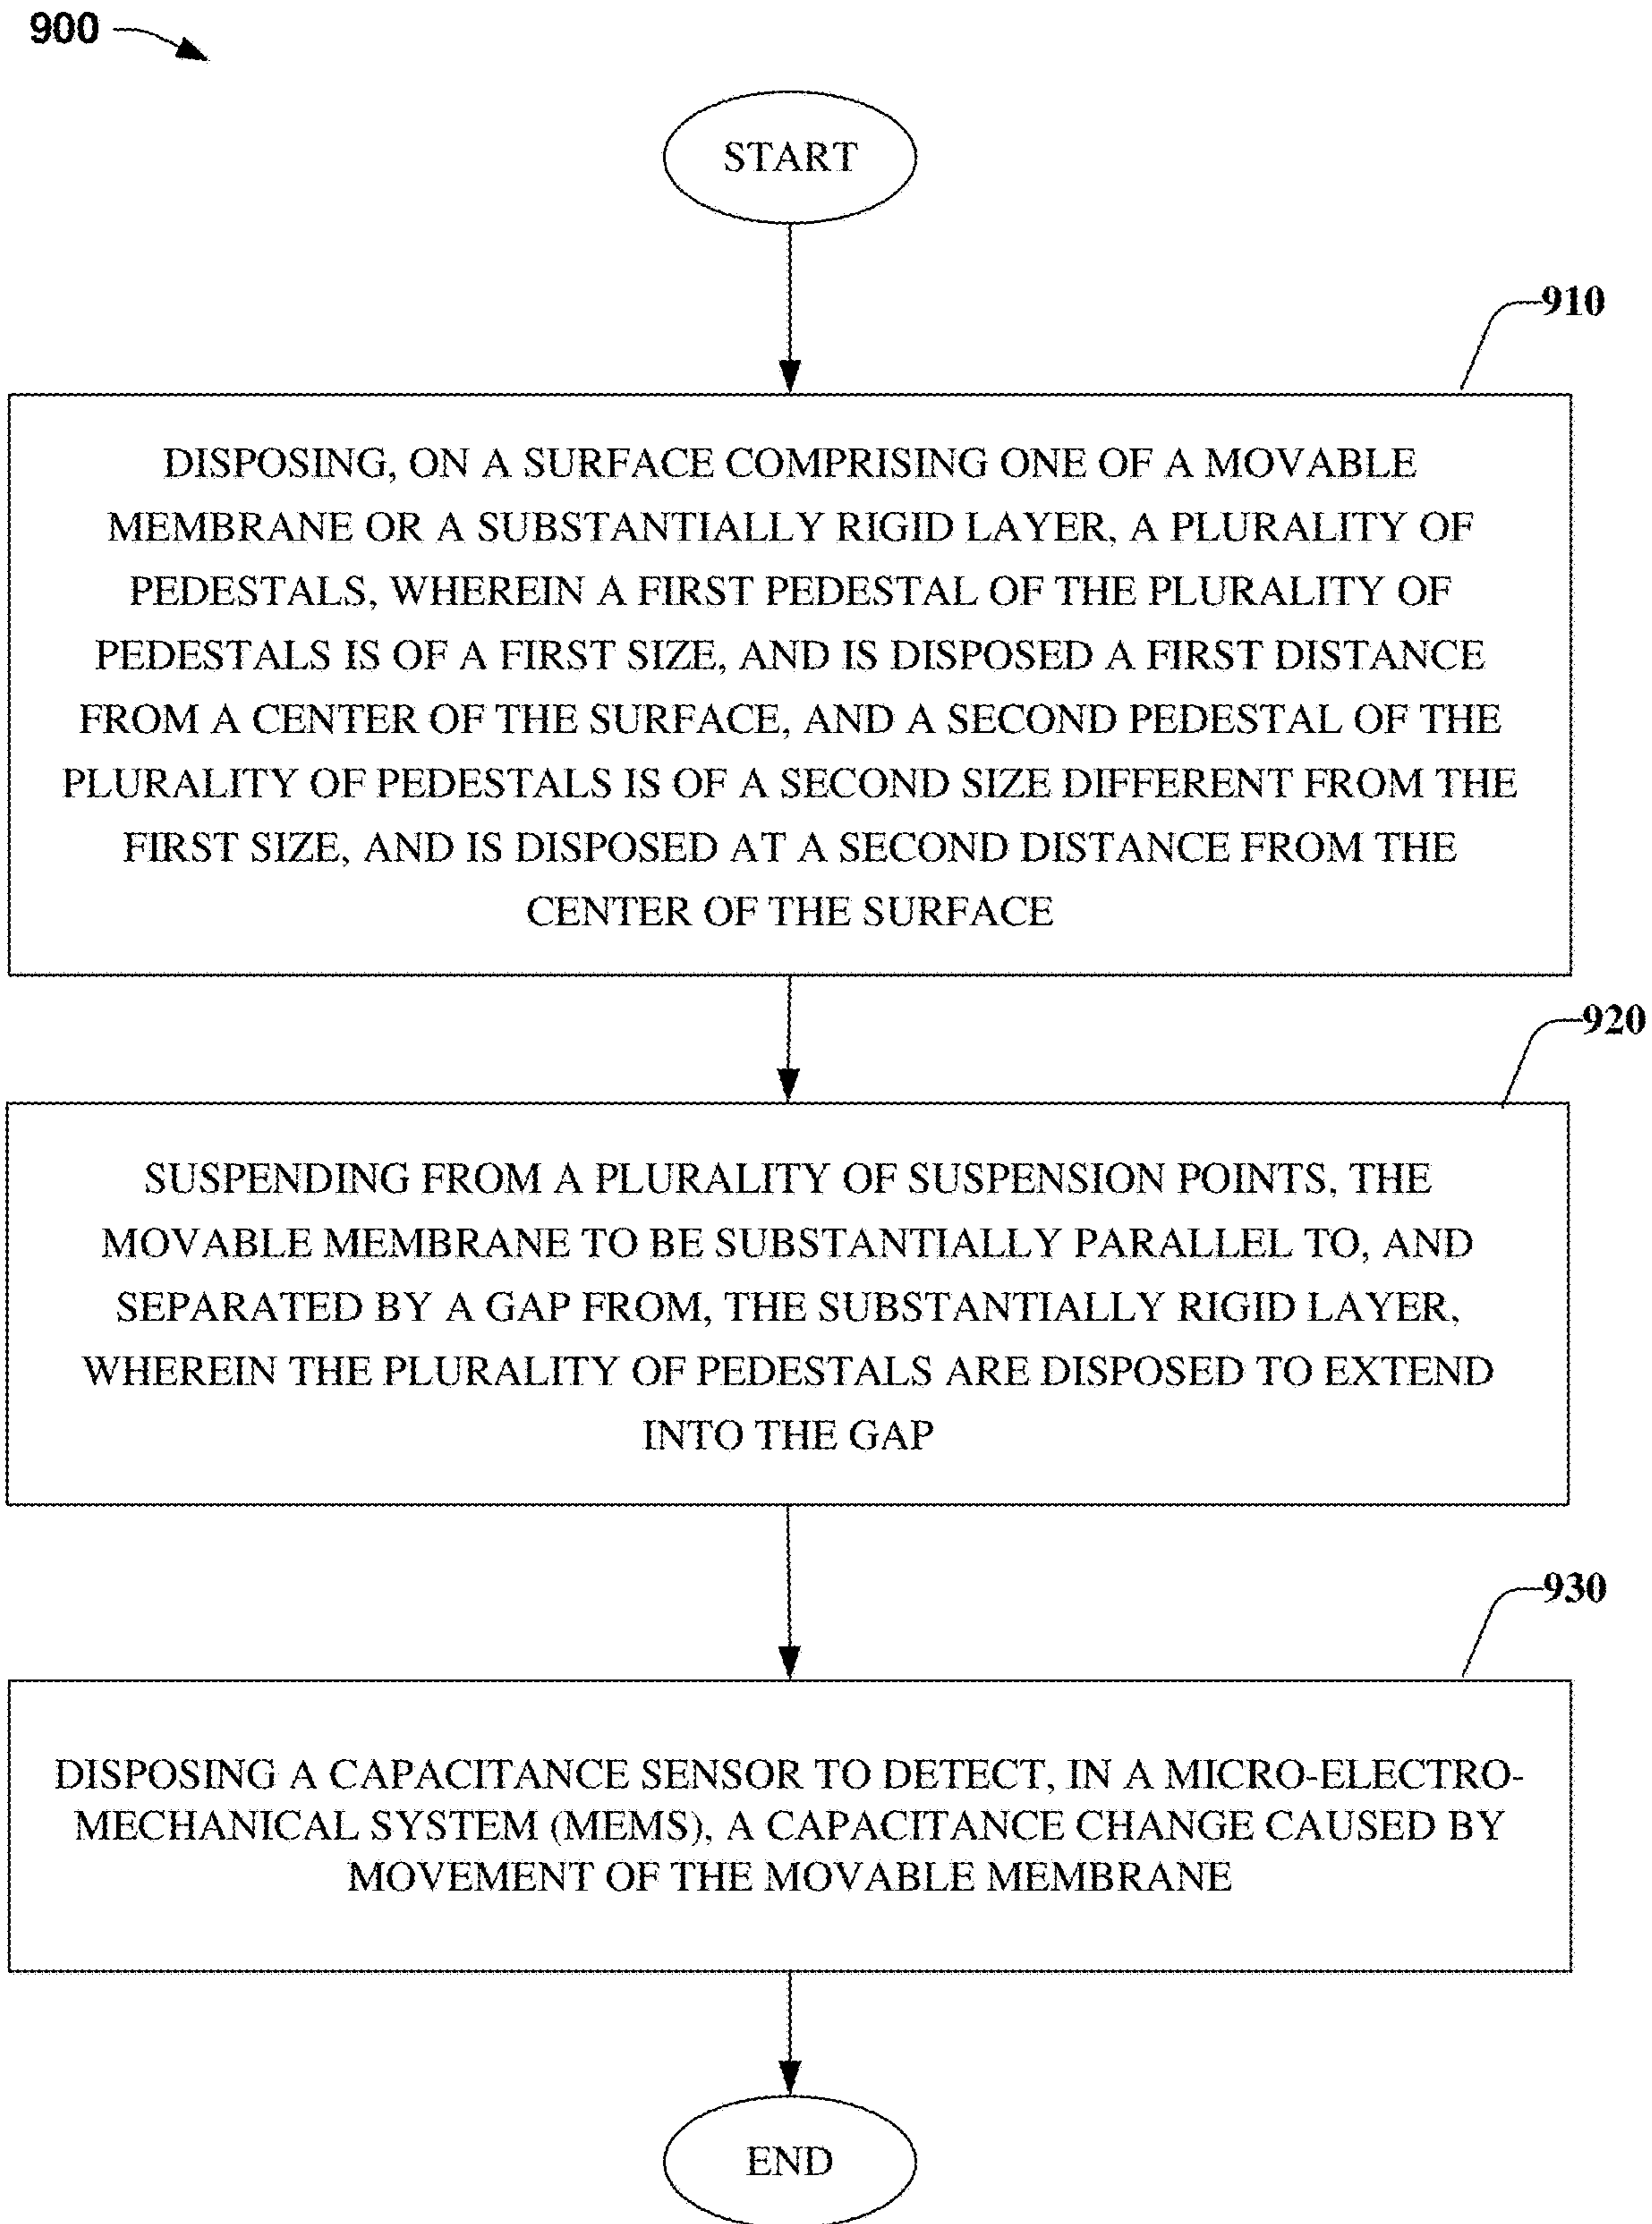 900
START
910
DISPOSING, ON A SURFACE COMPRISING ONE OF A MOVABLE
MEMBRANE OR A SUBSTANTIALLY RIGID LAYER, A PLURALITY OF
PEDESTALS, WHEREIN A FIRST PEDESTAL OF THE PLURALITY OF
PEDESTALS IS OF A FIRST SIZE, AND IS DISPOSED A FIRST DISTANCE
FROM A CENTER OF THE SURFACE, AND A SECOND PEDESTAL OF THE
PLURALITY OF PEDESTALS IS OF A SECOND SIZE DIFFERENT FROM THE
FIRST SIZE, AND IS DISPOSED AT A SECOND DISTANCE FROM THE
CENTER OF THE SURFACE
920
SUSPENDING FROM A PLURALITY OF SUSPENSION POINTS, THE
MOVABLE MEMBRANE TO BE SUBSTANTIALLY PARALLEL TO, AND
SEPARATED BY A GAP FROM, THE SUBSTANTIALLY RIGID LAYER,
WHEREIN THE PLURALITY OF PEDESTALS ARE DISPOSED TO EXTEND
INTO THE GAP
930
DISPOSING A CAPACITANCE SENSOR TO DETECT, IN A MICRO-ELECTRO-
MECHANICAL SYSTEM (MEMS), A CAPACITANCE CHANGE CAUSED BY
MOVEMENT OF THE MOVABLE MEMBRANE
END